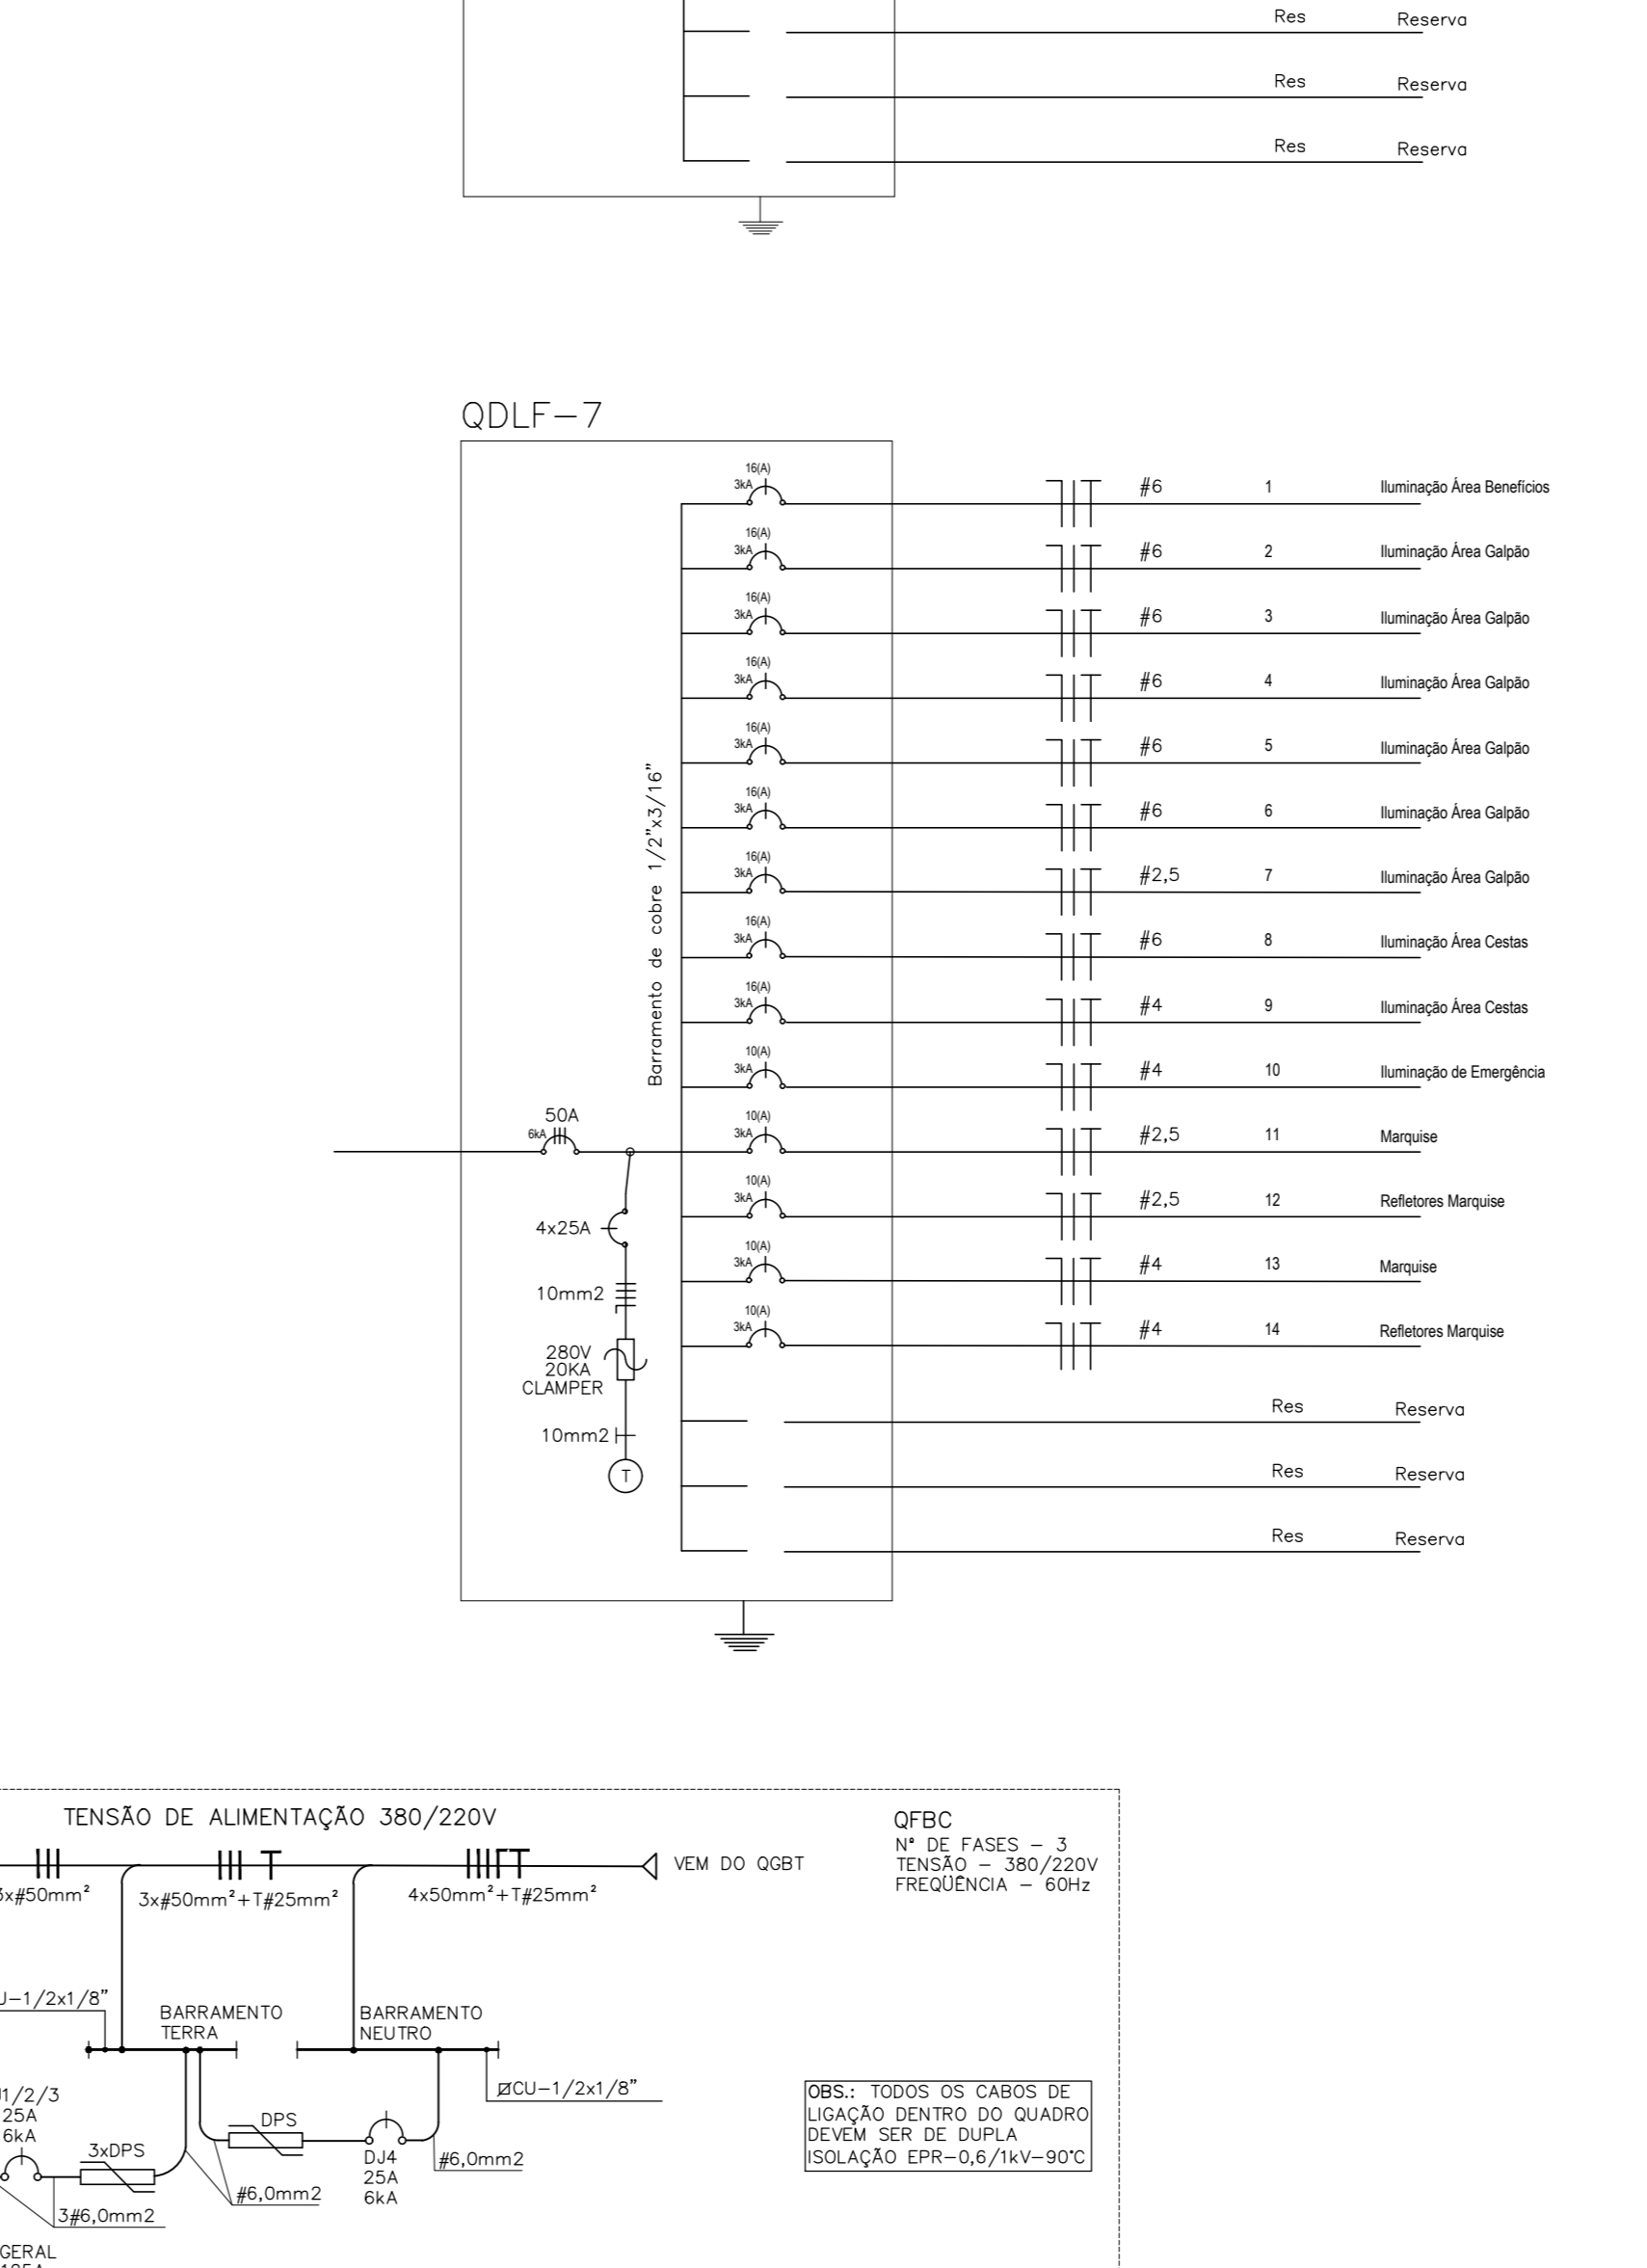 Res Reserva
Res Reserva
Res Reserva
QDLF-7
16(A)
3kA #6 1 Iluminação Área Benefícios
16(A)
3kA #6 2 Iluminação Área Galpão
16(A)
3kA #6 3 Iluminação Área Galpão
16(A)
3kA #6 4 Iluminação Área Galpão
16(A)
3kA #6 5 Iluminação Área Galpão
16(A)
3kA #6 6 Iluminação Área Galpão
16(A)
3kA #2,5 7 Iluminação Área Galpão
16(A)
3kA #6 8 Iluminação Área Cestas
16(A)
3kA #4 9 Iluminação Área Cestas
10(A)
3kA #4 10 Iluminação de Emergência
10(A)
3kA #2,5 11 Marquise
10(A)
3kA #2,5 12 Refletores Marquise
10(A)
3kA #4 13 Marquise
10(A)
3kA #4 14 Refletores Marquise
Res Reserva
Res Reserva
Res Reserva
Barramento de cobre 1/2"x3/16"
50A
6kA
4x25A
10mm2
280V
20KA
CLAMPER
10mm2
T
TENSÃO DE ALIMENTAÇÃO 380/220V
QFBC
N° DE FASES - 3
TENSÃO - 380/220V
FREQÜÊNCIA - 60Hz
VEM DO QGBT
3x#50mm²
3x#50mm²+T#25mm²
4x50mm²+T#25mm²
U-1/2x1/8"
BARRAMENTO
TERRA
BARRAMENTO
NEUTRO
ØCU-1/2x1/8"
1/2/3
25A
6kA
3xDPS
DPS
DJ4
25A
6kA
#6,0mm2
#6,0mm2
3#6,0mm2
OBS.: TODOS OS CABOS DE
LIGAÇÃO DENTRO DO QUADRO
DEVEM SER DE DUPLA
ISOLAÇÃO EPR-0,6/1kV-90°C
GERAL